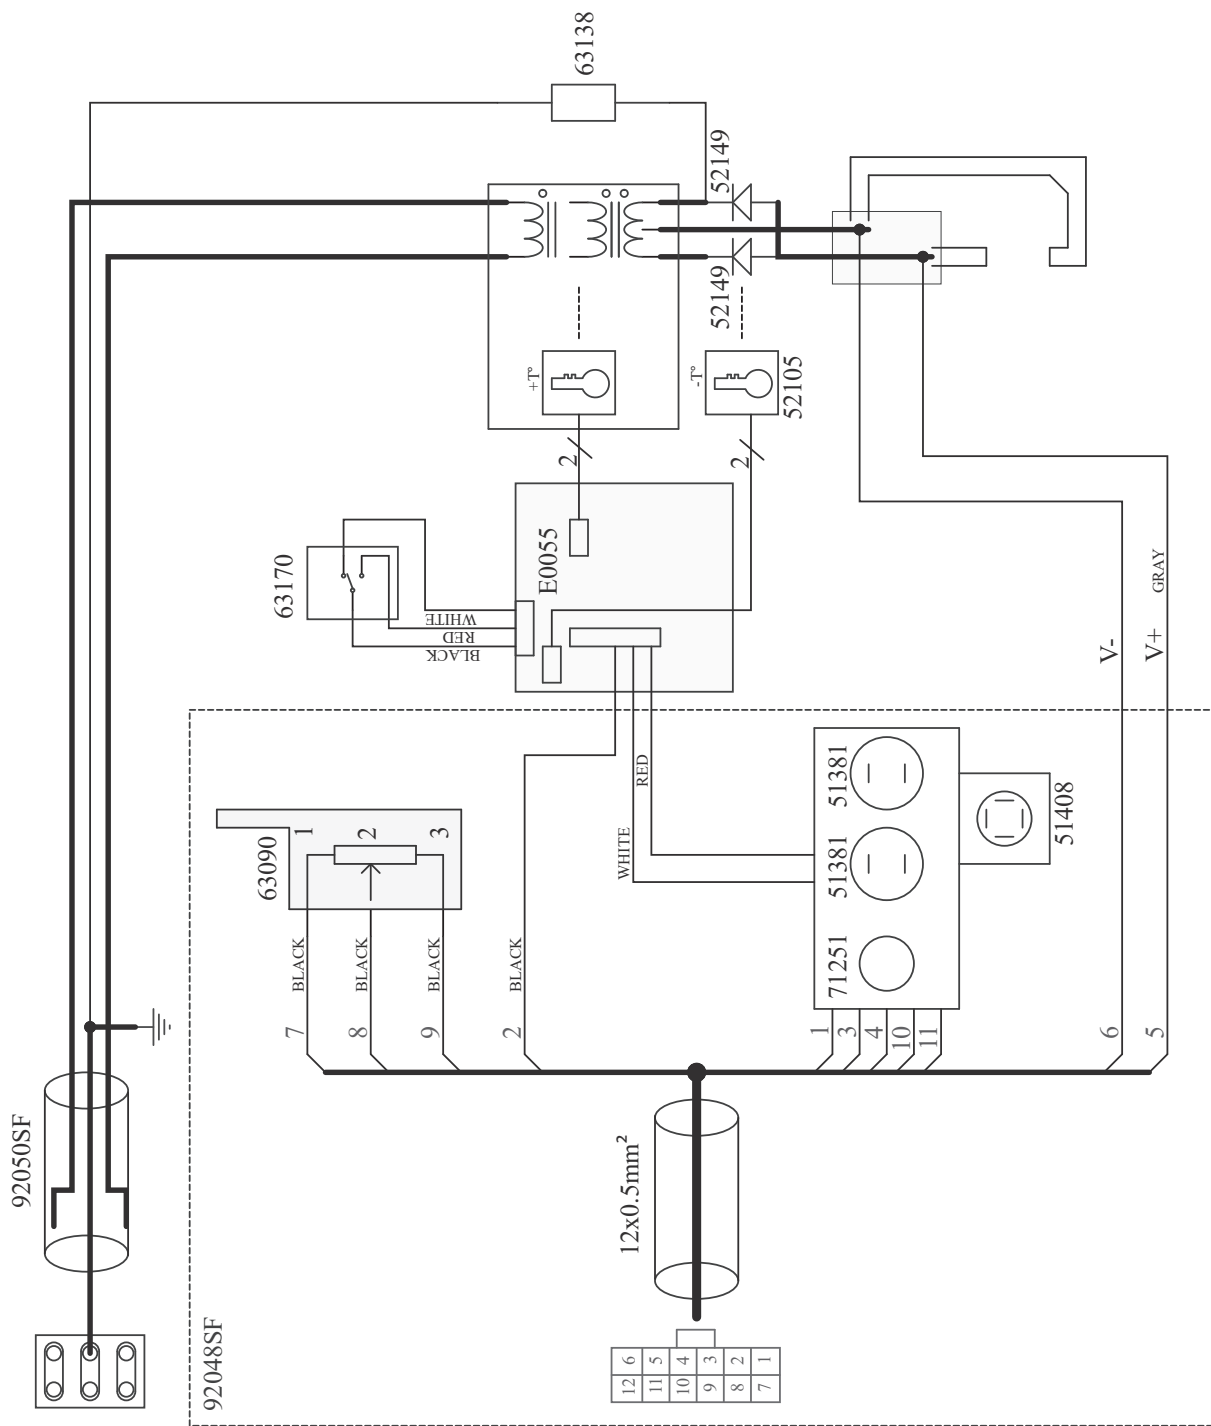 63138
52149
52149
+T°
-T°
52105
2
2
63170
E0055
WHITE
RED
BLACK
V-
V+
GRAY
RED
WHITE
63090
1
2
3
BLACK
BLACK
BLACK
BLACK
7
8
9
2
51381
51381
71251
51408
1
3
4
10
11
6
5
92050SF
12x0.5mm²
92048SF
12 6
11 5
10 4
9 3
8 2
7 1